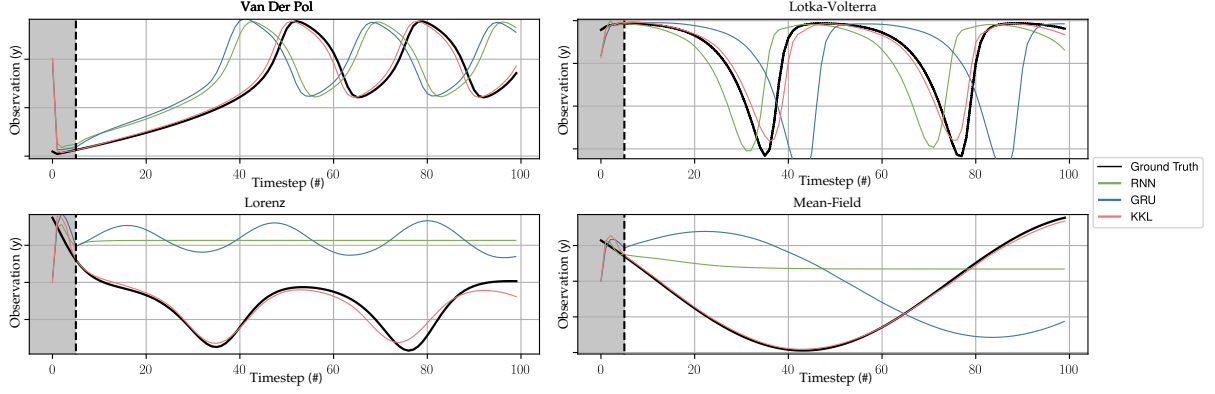 Van Der Pol
Observation (y)
0 20 40 60 80 100
Timestep (#)
Lotka-Volterra
Observation (y)
0 20 40 60 80 100
Timestep (#)
Ground Truth
RNN
GRU
KKL
Lorenz
Observation (y)
0 20 40 60 80 100
Timestep (#)
Mean-Field
Observation (y)
0 20 40 60 80 100
Timestep (#)